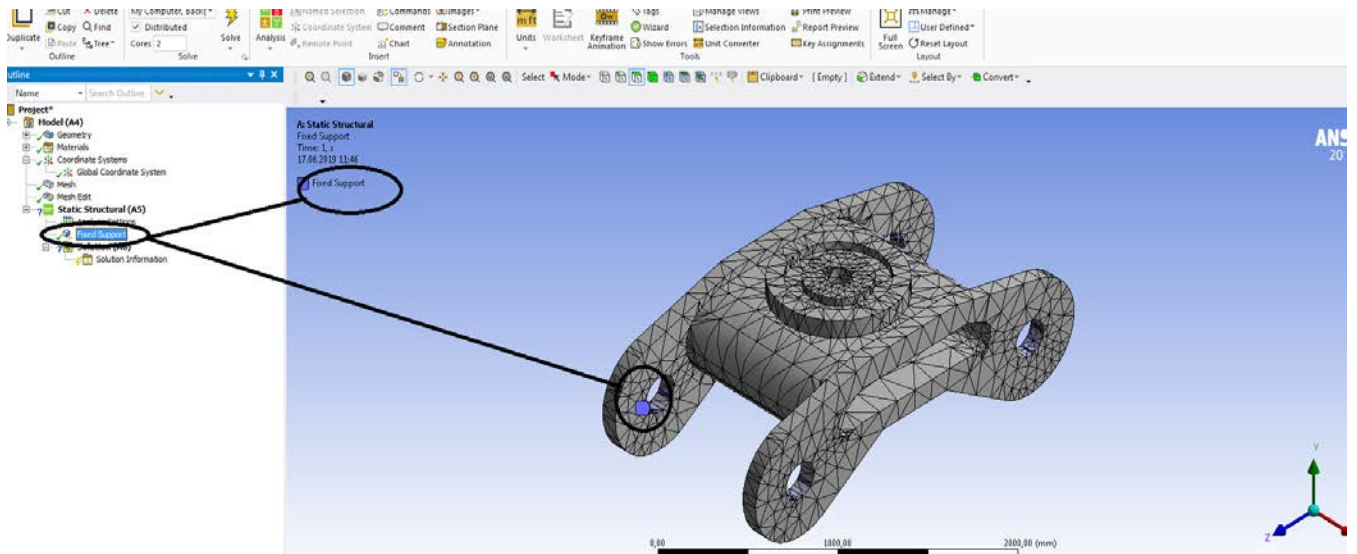 Cut Delete My Computer, Back Named Selection Commands Images Tags Manage Views Print Preview Manage
Duplicate Copy Find Distributed Solve Analysis Coordinate System Comment Section Plane Units Worksheet Keyframe Animation Wizard Selection Information Report Preview Full Screen User Defined
Paste Tree Cores 2 Remote Point Chart Annotation Show Errors Unit Converter Key Assignments Reset Layout
Outline Solve Insert Tools Layout
utline Select Mode Clipboard [Empty] Extend Select By Convert
Name Search Outline
Project*
Model (A4)
Geometry
Materials
Coordinate Systems
Global Coordinate System
Mesh
Mesh Edit
Static Structural (A5)
Fixed Support
Solution Information
A: Static Structural
Fixed Support
Time: 1, s
17.06.2019 11:46
Fixed Support
ANS
20
0,00 1000,00 2000,00 (mm)
Y
Z